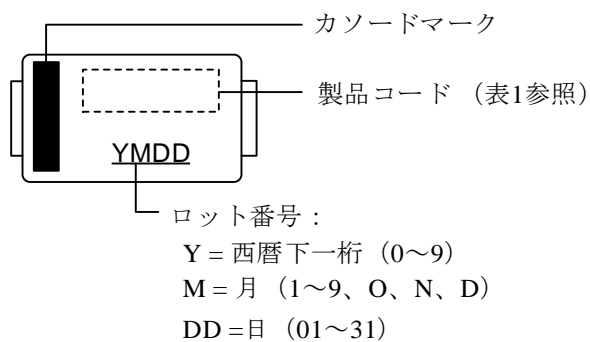 カソードマーク
製品コード （表1参照）
YMDD
ロット番号：
Y = 西暦下一桁（0～9）
M = 月（1～9、O、N、D）
DD =日（01～31）